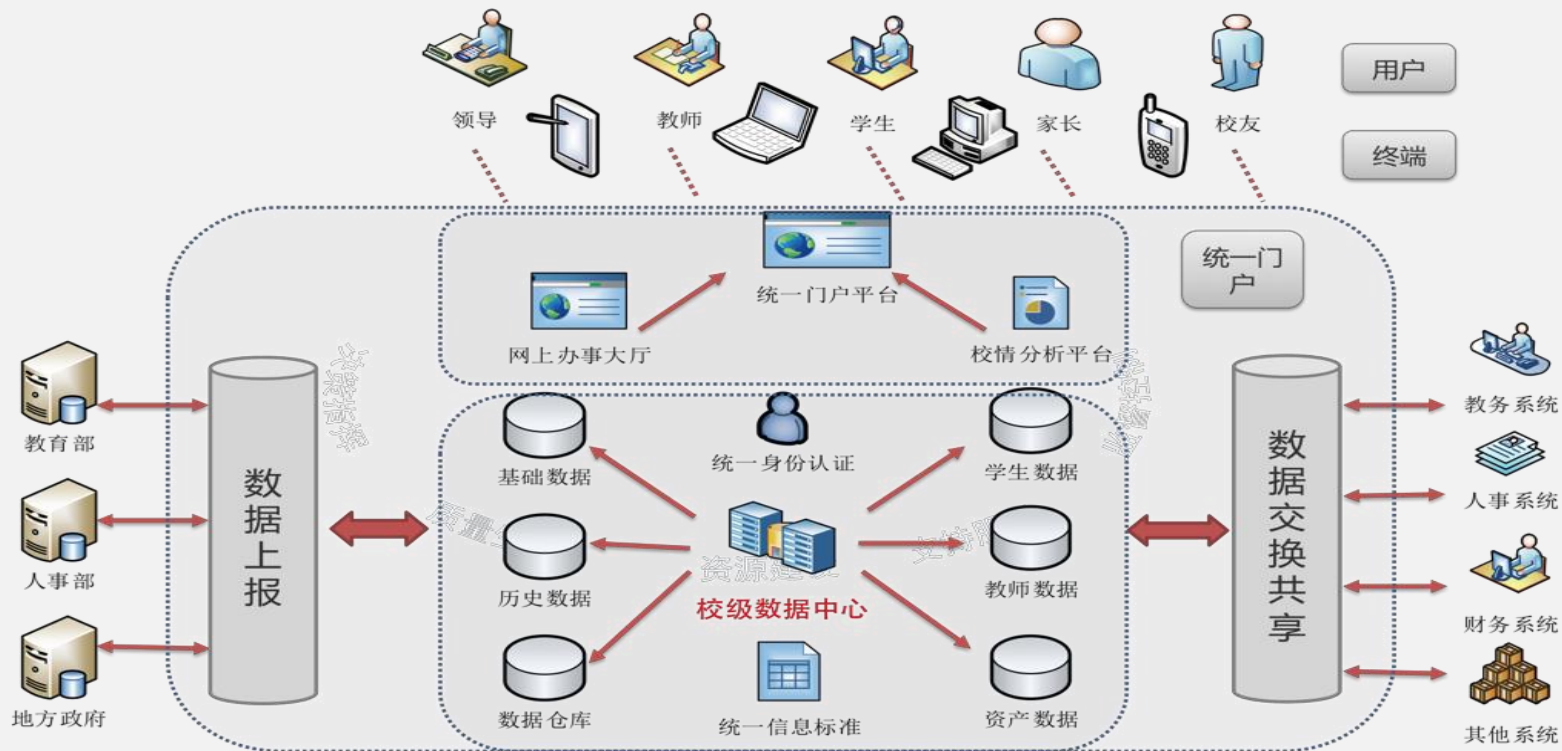 用户
领导
教师
学生
家长
校友
终端
统一门
户
统一门户平台
网上办事大厅
校情分析平台
教育部
人事部
地方政府
数据上报
基础数据
历史数据
数据仓库
统一身份认证
资源建设
校级数据中心
统一信息标准
学生数据
教师数据
资产数据
数据交换共享
教务系统
人事系统
财务系统
其他系统